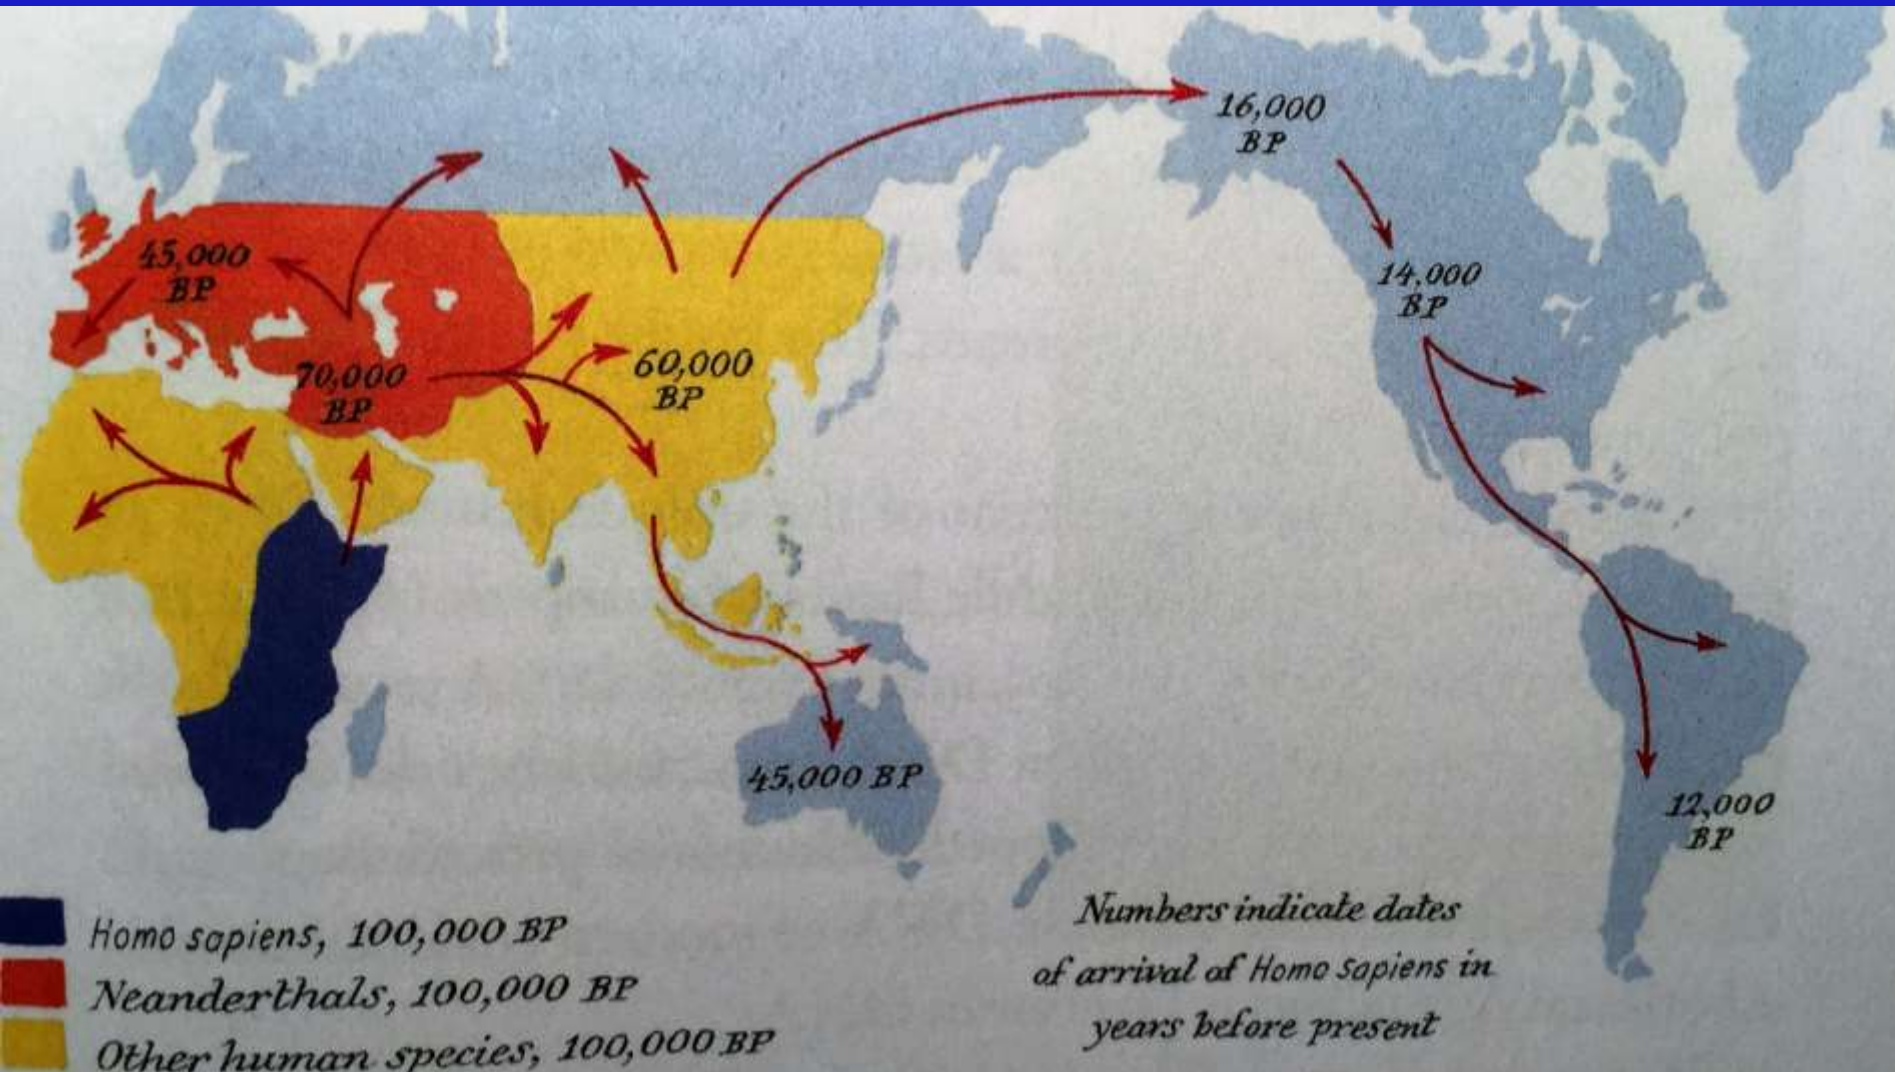 16,000
BP
45,000
BP
14,000
BP
70,000
BP
60,000
BP
45,000 BP
12,000
BP
Homo sapiens, 100,000 BP
Neanderthals, 100,000 BP
Other human species, 100,000 BP
Numbers indicate dates
of arrival of Homo Sapiens in
years before present